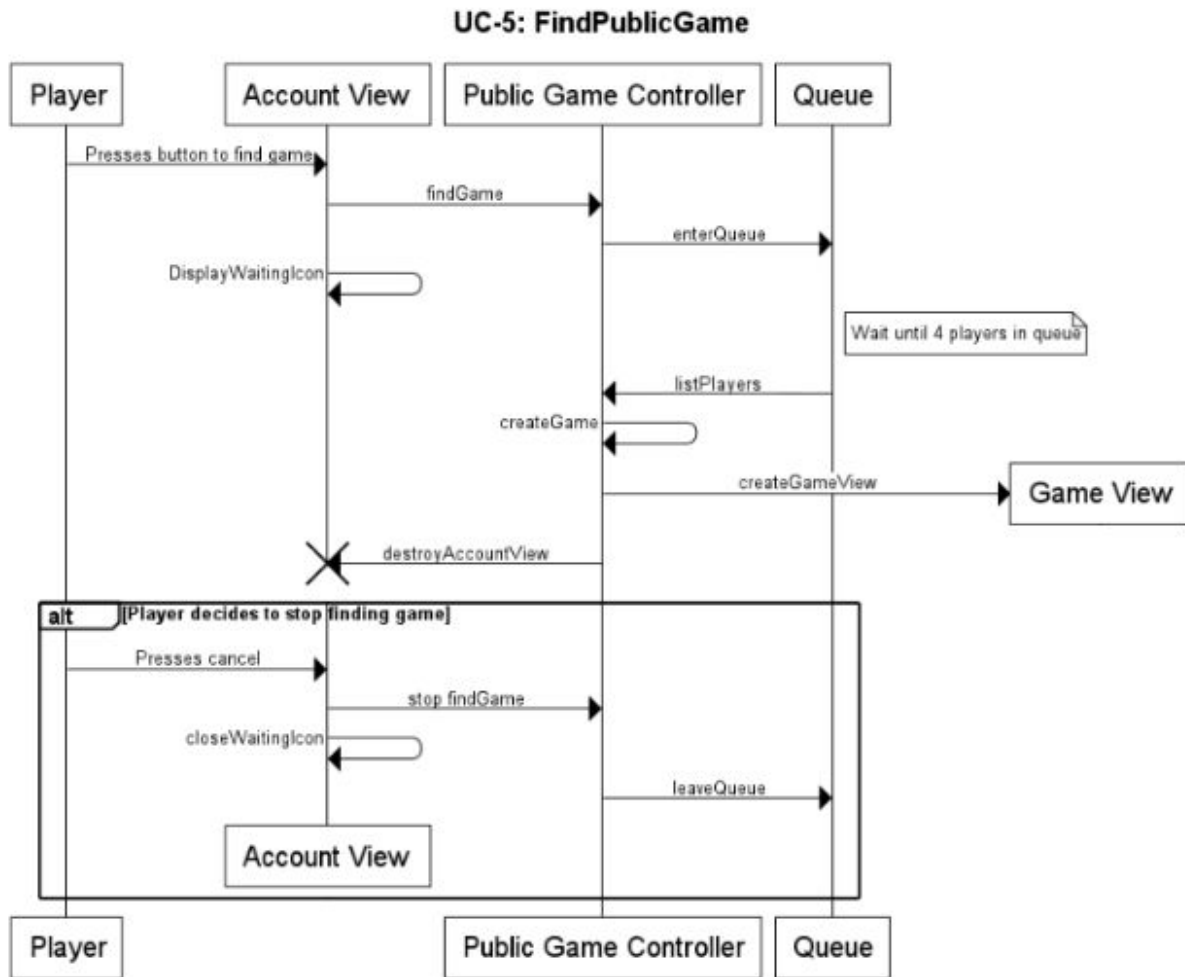 UC-5: FindPublicGame
Player
Account View
Public Game Controller
Queue
Presses button to find game
findGame
enterQueue
DisplayWaitingIcon
Wait until 4 players in queue
listPlayers
createGame
createGameView
Game View
destroyAccountView
alt
[Player decides to stop finding game]
Presses cancel
stop findGame
closeWaitingIcon
leaveQueue
Account View
Player
Public Game Controller
Queue